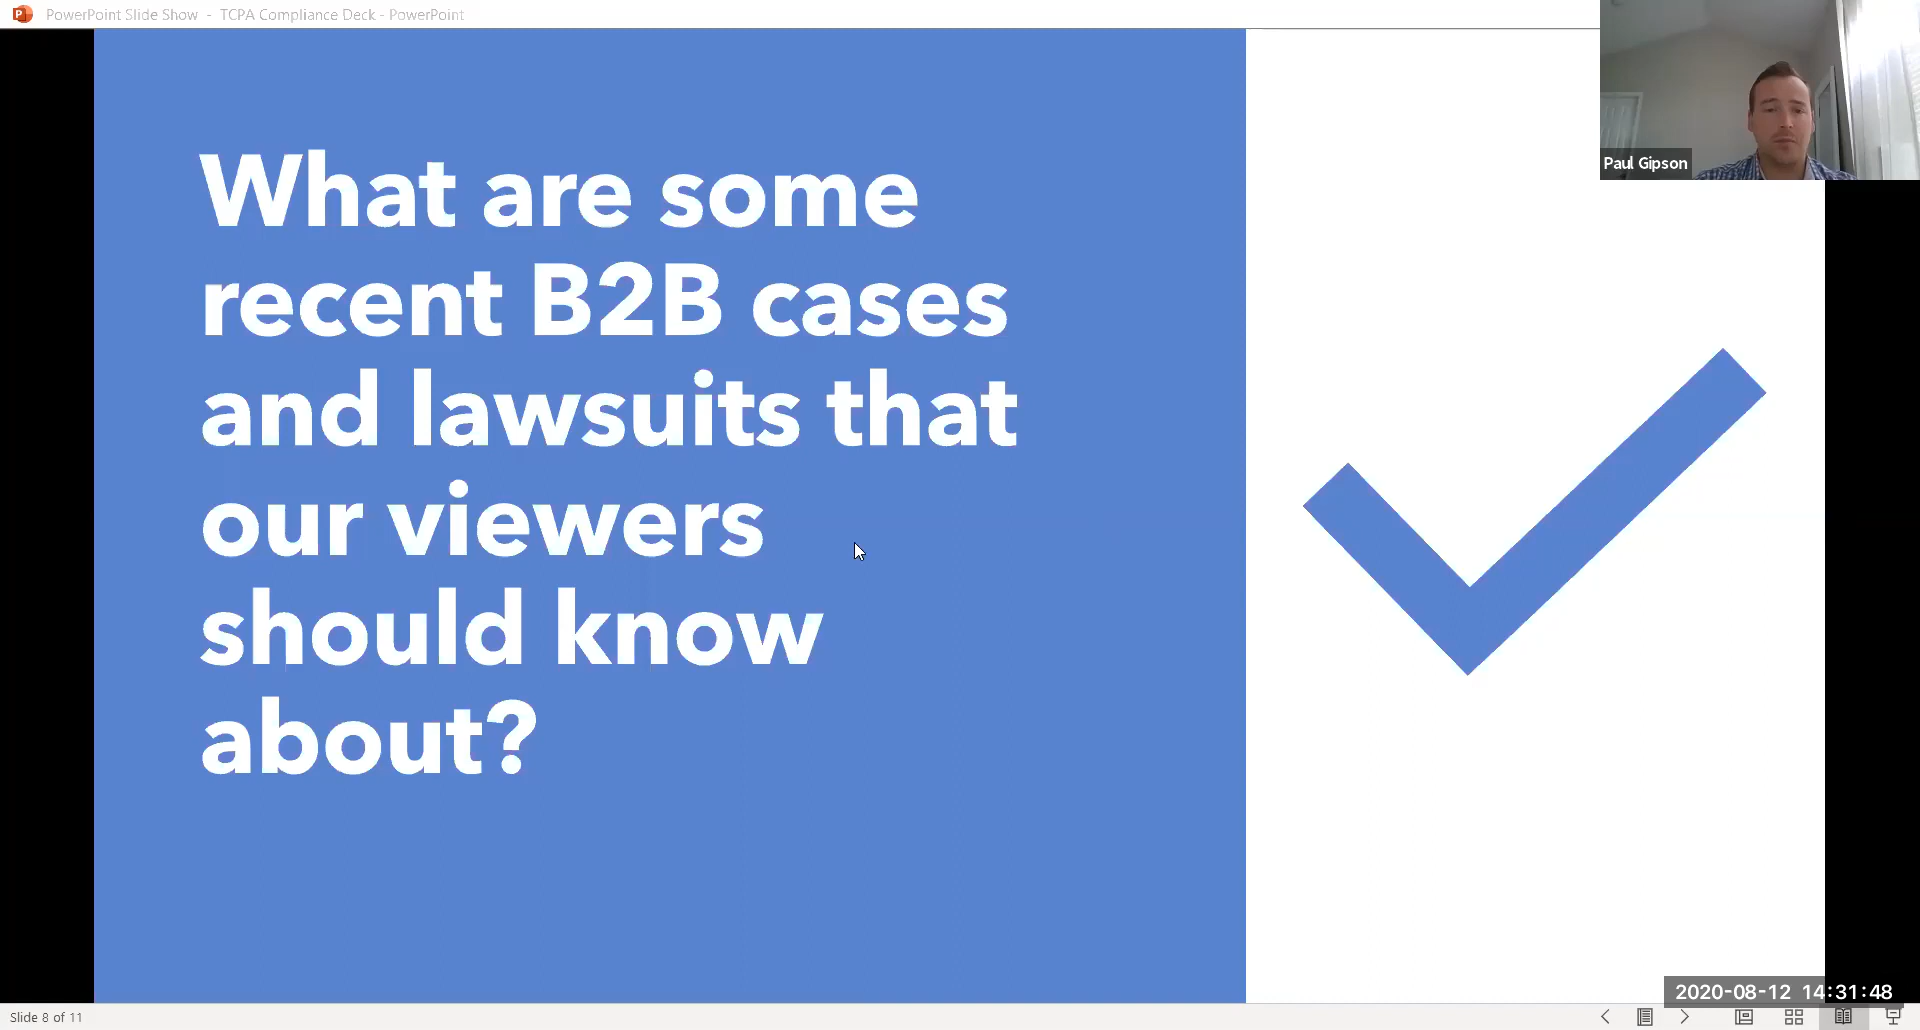 PowerPoint Slide Show - TCPA Compliance Deck - PowerPoint
Paul Gipson
What are some
recent B2B cases
and lawsuits that
our viewers
should know
about?
2020-08-12 14:31:48
Slide 8 of 11